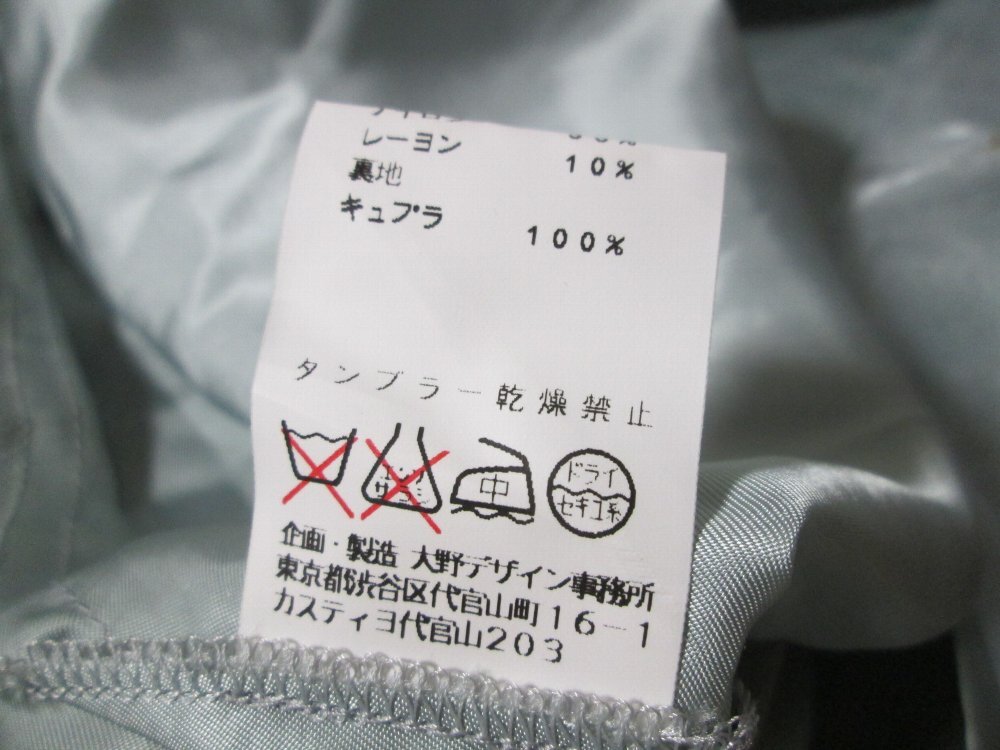 レーヨン 10%
裏地
キュプラ 100%
タンブラー乾燥禁止
中
ドライ
セキユ系
企画・製造 大野デザイン事務所
東京都渋谷区代官山町16-1
カスティヨ代官山203